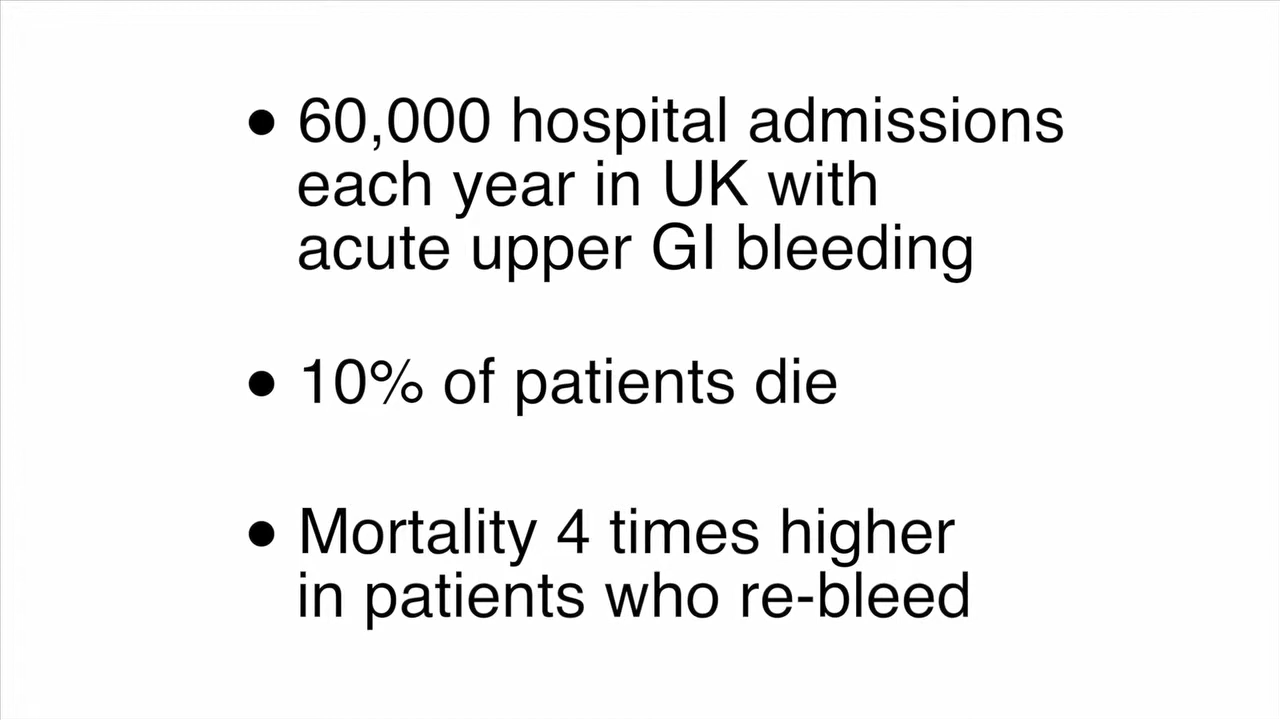 • 60,000 hospital admissions
each year in UK with
acute upper GI bleeding
• 10% of patients die
• Mortality 4 times higher
in patients who re-bleed